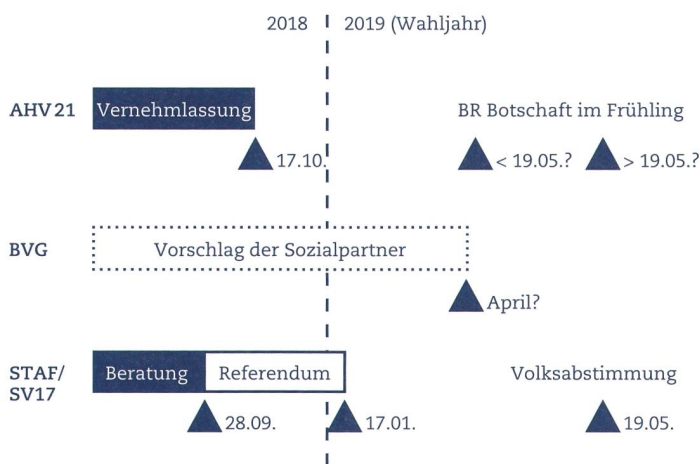 2018
2019 (Wahljahr)
AHV 21
Vernehmlassung
BR Botschaft im Frühling
17.10.
< 19.05.?
> 19.05.?
BVG
Vorschlag der Sozialpartner
April?
STAF/
SV17
Beratung
Referendum
Volksabstimmung
28.09.
17.01.
19.05.